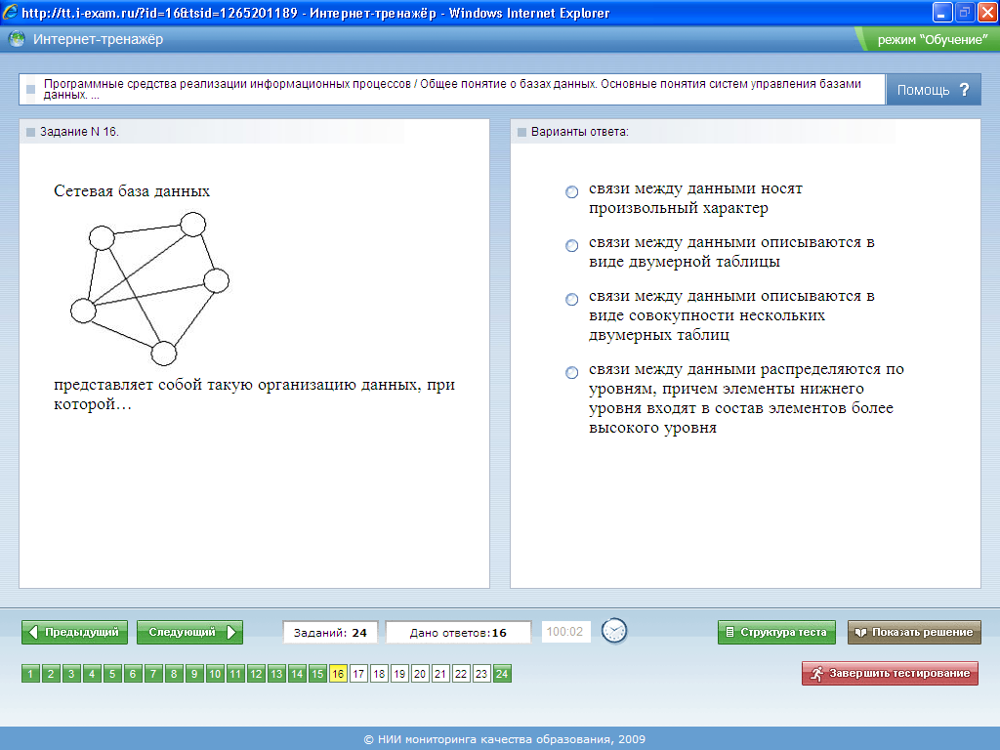 http://tt.i-exam.ru/?id=16&tsid=1265201189 - Интернет-тренажёр - Windows Internet Explorer
Интернет-тренажёр
режим "Обучение"
Программные средства реализации информационных процессов / Общее понятие о базах данных. Основные понятия систем управления базами
данных. ...
Помощь ?
Задание N 16.
Варианты ответа:
Сетевая база данных
представляет собой такую организацию данных, при
которой…
связи между данными носят
произвольный характер
связи между данными описываются в
виде двумерной таблицы
связи между данными описываются в
виде совокупности нескольких
двумерных таблиц
связи между данными распределяются по
уровням, причем элементы нижнего
уровня входят в состав элементов более
высокого уровня
Предыдущий
Следующий
Заданий: 24
Дано ответов:16
100:02
Структура теста
Показать решение
1 2 3 4 5 6 7 8 9 10 11 12 13 14 15 16 17 18 19 20 21 22 23 24
Завершить тестирование
© НИИ мониторинга качества образования, 2009